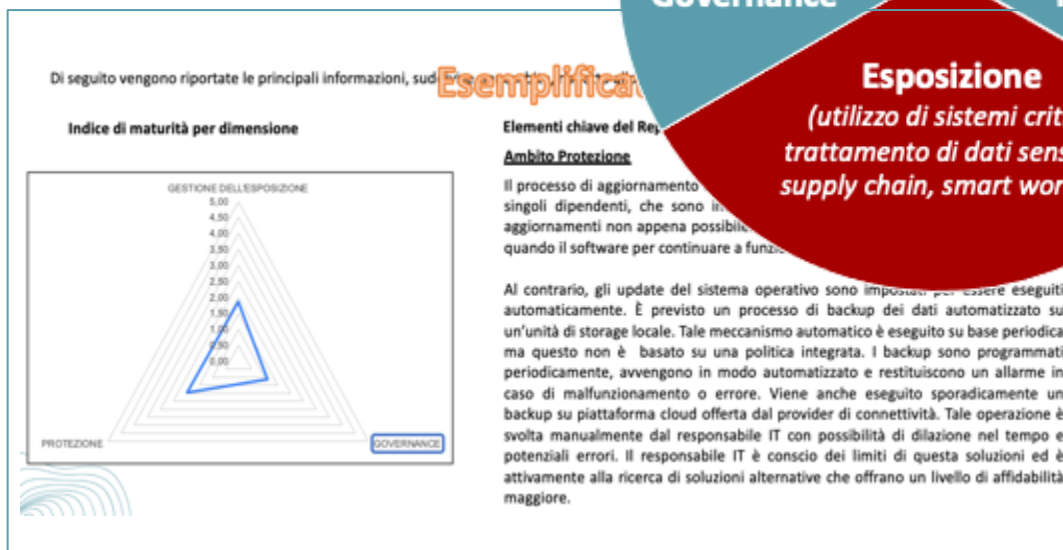 Governance
Esposizione
(utilizzo di sistemi
trattamento di dati
supply chain, smart
Di seguito vengono riportate le principali informazioni,
Indice di maturità per dimensione
GESTIONE DELL'ESPOSIZIONE
5,00
4,50
4,00
3,50
3,00
2,50
2,00
1,50
1,00
0,50
0,00
PROTEZIONE
GOVERNANCE
Elementi chiave del
Ambito Protezione
Il processo di aggiornamento
singoli dipendenti, che sono
aggiornamenti non appena
quando il software per continuare a
Al contrario, gli update del sistema operativo sono impostati per essere eseguiti
automaticamente. È previsto un processo di backup dei dati automatizzato su
un'unità di storage locale. Tale meccanismo automatico è eseguito su base periodica
ma questo non è basato su una politica integrata. I backup sono programmati
periodicamente, avvengono in modo automatizzato e restituiscono un allarme in
caso di malfunzionamento o errore. Viene anche eseguito sporadicamente un
backup su piattaforma cloud offerta dal provider di connettività. Tale operazione è
svolta manualmente dal responsabile IT con possibilità di dilazione nel tempo e
potenziali errori. Il responsabile IT è conscio dei limiti di questa soluzioni ed è
attivamente alla ricerca di soluzioni alternative che offrano un livello di affidabilità
maggiore.